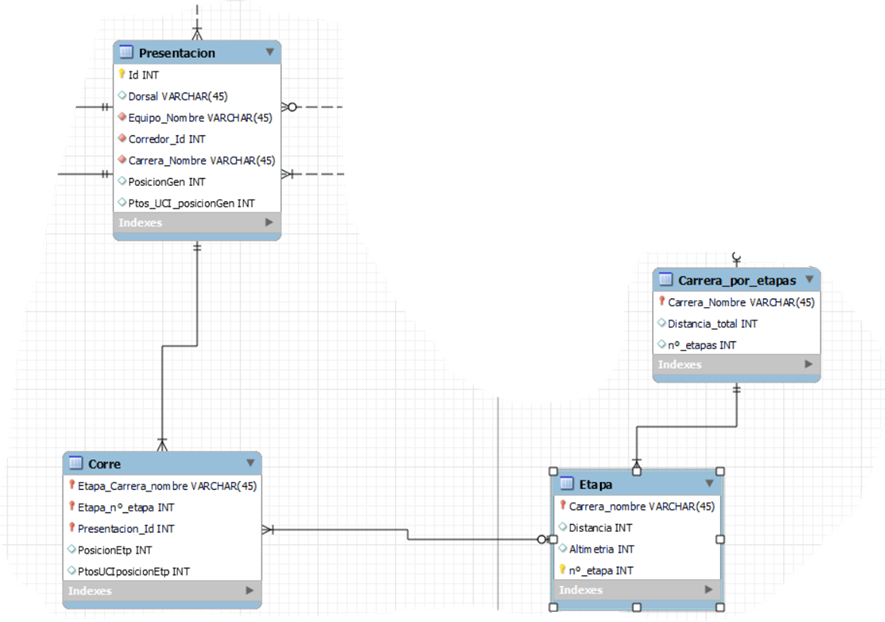 Presentacion
Id INT
Dorsal VARCHAR(45)
Equipo_Nombre VARCHAR(45)
Corredor_Id INT
Carrera_Nombre VARCHAR(45)
PosicionGen INT
Ptos_UCI_posicionGen INT
Indexes
Carrera_por_etapas
Carrera_Nombre VARCHAR(45)
Distancia_total INT
nº_etapas INT
Indexes
Corre
Etapa_Carrera_nombre VARCHAR(45)
Etapa_nº_etapa INT
Presentacion_Id INT
PosicionEtp INT
PtosUCIposicionEtp INT
Indexes
Etapa
Carrera_nombre VARCHAR(45)
Distancia INT
Altimetria INT
nº_etapa INT
Indexes